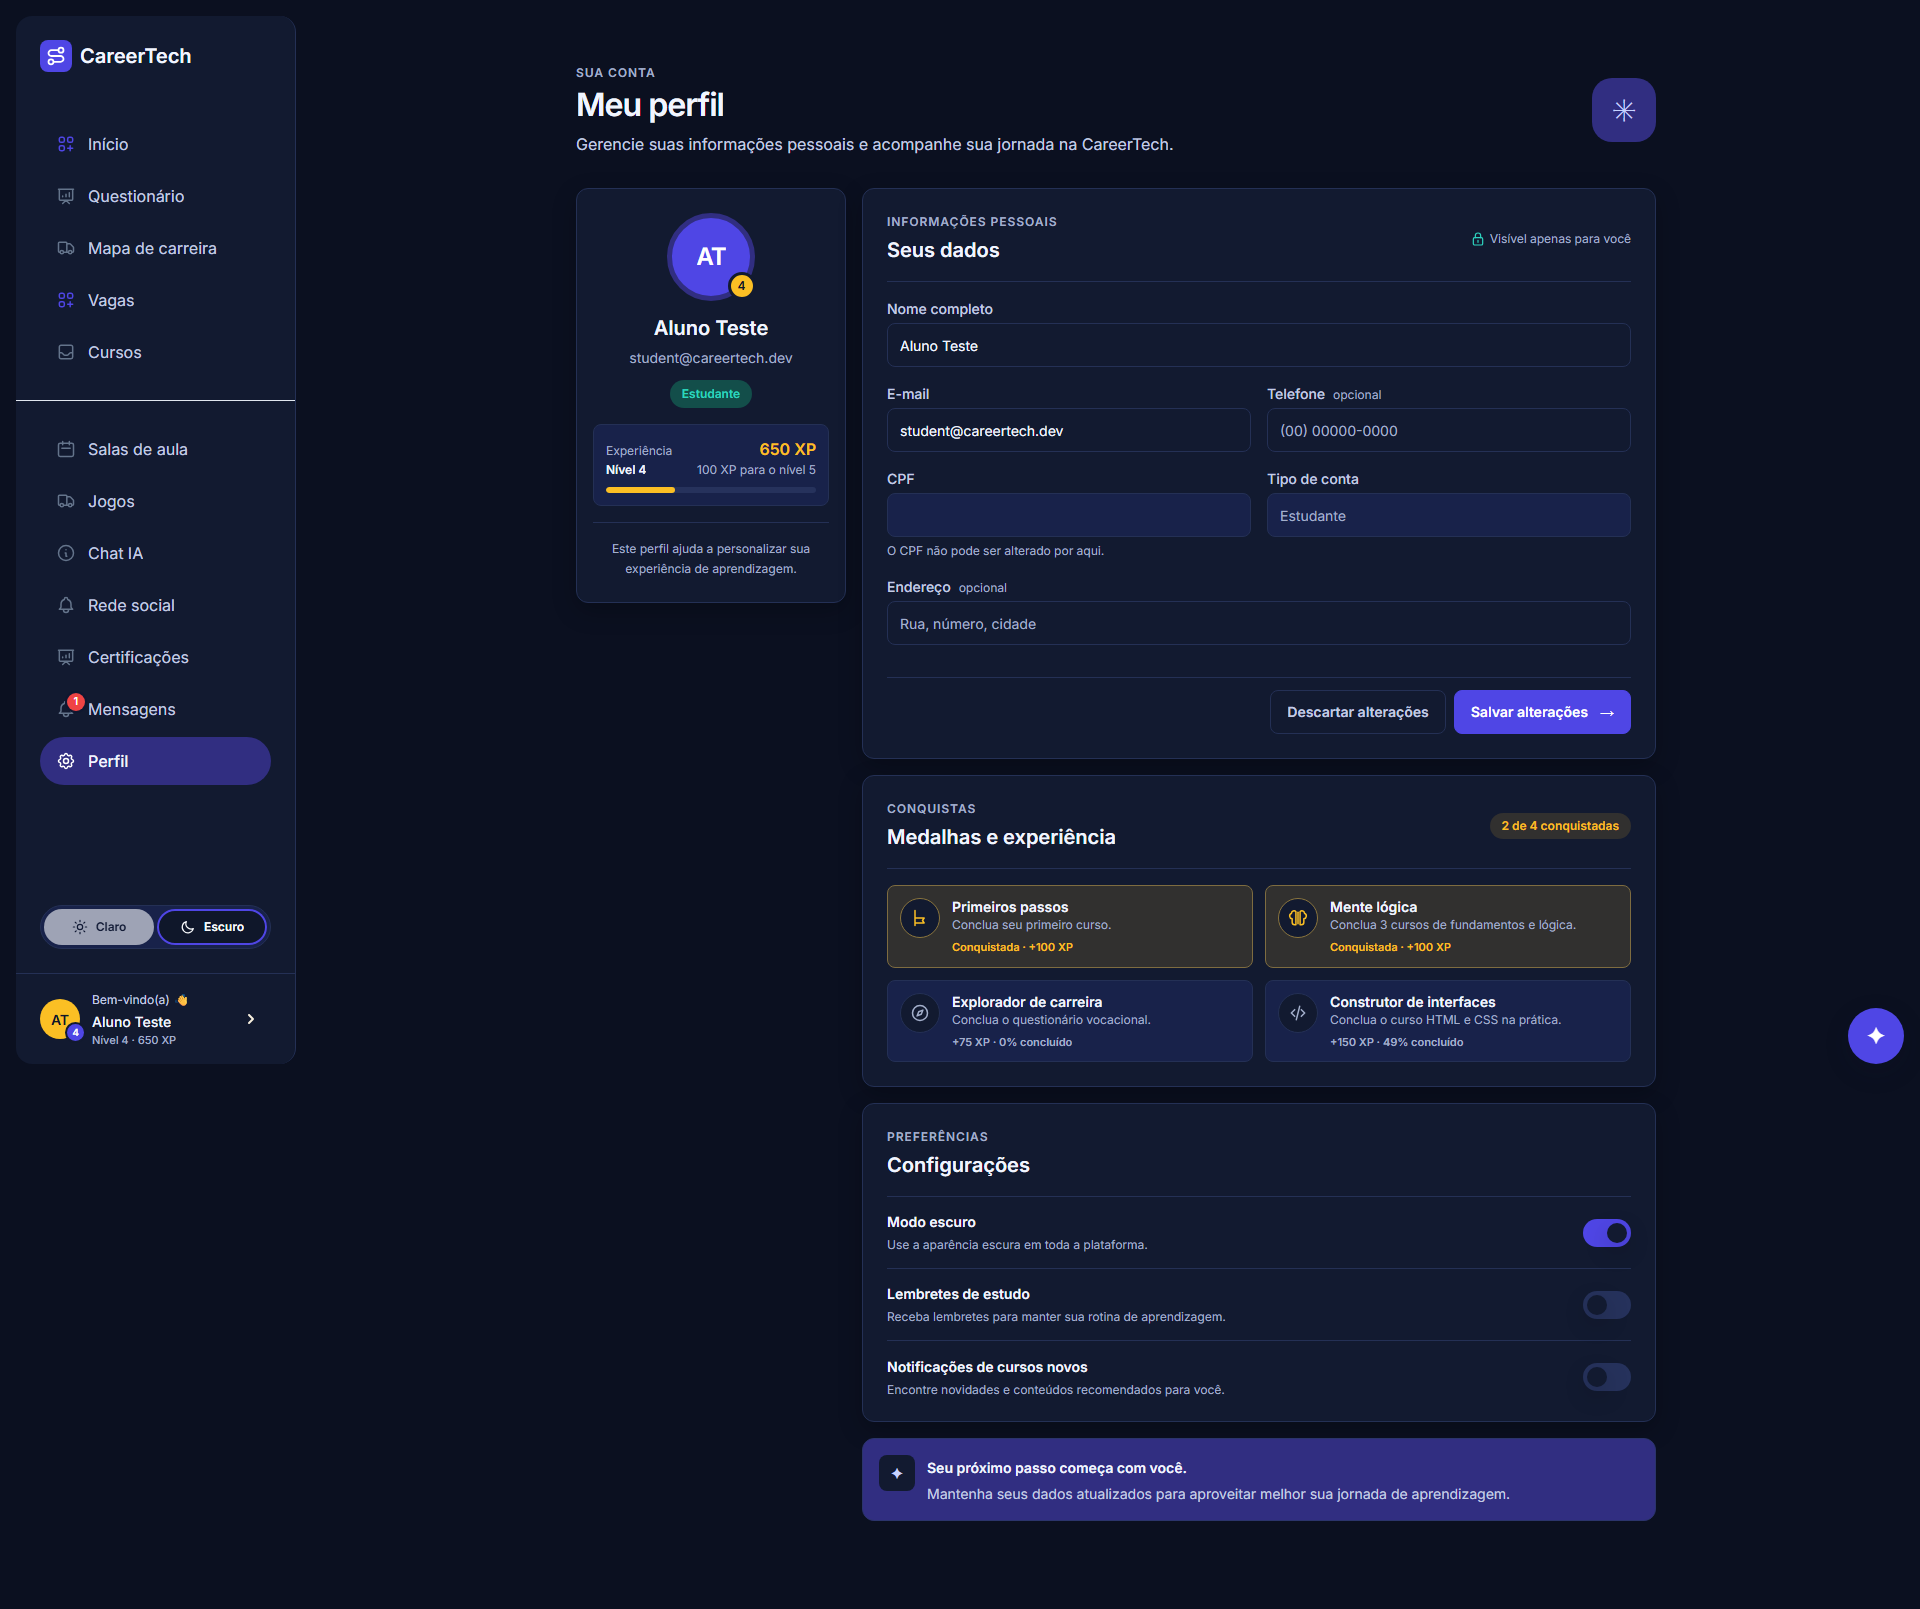 CareerTech
Início
Questionário
Mapa de carreira
Vagas
Cursos
Salas de aula
Jogos
Chat IA
Rede social
Certificações
1
Mensagens
Perfil
Claro
Escuro
Bem-vindo(a) 👋
AT
4
Aluno Teste
Nível 4 · 650 XP
SUA CONTA
Meu perfil
Gerencie suas informações pessoais e acompanhe sua jornada na CareerTech.
AT
4
Aluno Teste
student@careertech.dev
Estudante
Experiência 650 XP
Nível 4 100 XP para o nível 5
Este perfil ajuda a personalizar sua
experiência de aprendizagem.
INFORMAÇÕES PESSOAIS
Seus dados
Visível apenas para você
Nome completo
Aluno Teste
E-mail
student@careertech.dev
Telefone opcional
(00) 00000-0000
CPF
O CPF não pode ser alterado por aqui.
Tipo de conta
Estudante
Endereço opcional
Rua, número, cidade
Descartar alterações
Salvar alterações →
CONQUISTAS
Medalhas e experiência
2 de 4 conquistadas
Primeiros passos
Conclua seu primeiro curso.
Conquistada · +100 XP
Mente lógica
Conclua 3 cursos de fundamentos e lógica.
Conquistada · +100 XP
Explorador de carreira
Conclua o questionário vocacional.
+75 XP · 0% concluído
Construtor de interfaces
Conclua o curso HTML e CSS na prática.
+150 XP · 49% concluído
PREFERÊNCIAS
Configurações
Modo escuro
Use a aparência escura em toda a plataforma.
Lembretes de estudo
Receba lembretes para manter sua rotina de aprendizagem.
Notificações de cursos novos
Encontre novidades e conteúdos recomendados para você.
Seu próximo passo começa com você.
Mantenha seus dados atualizados para aproveitar melhor sua jornada de aprendizagem.